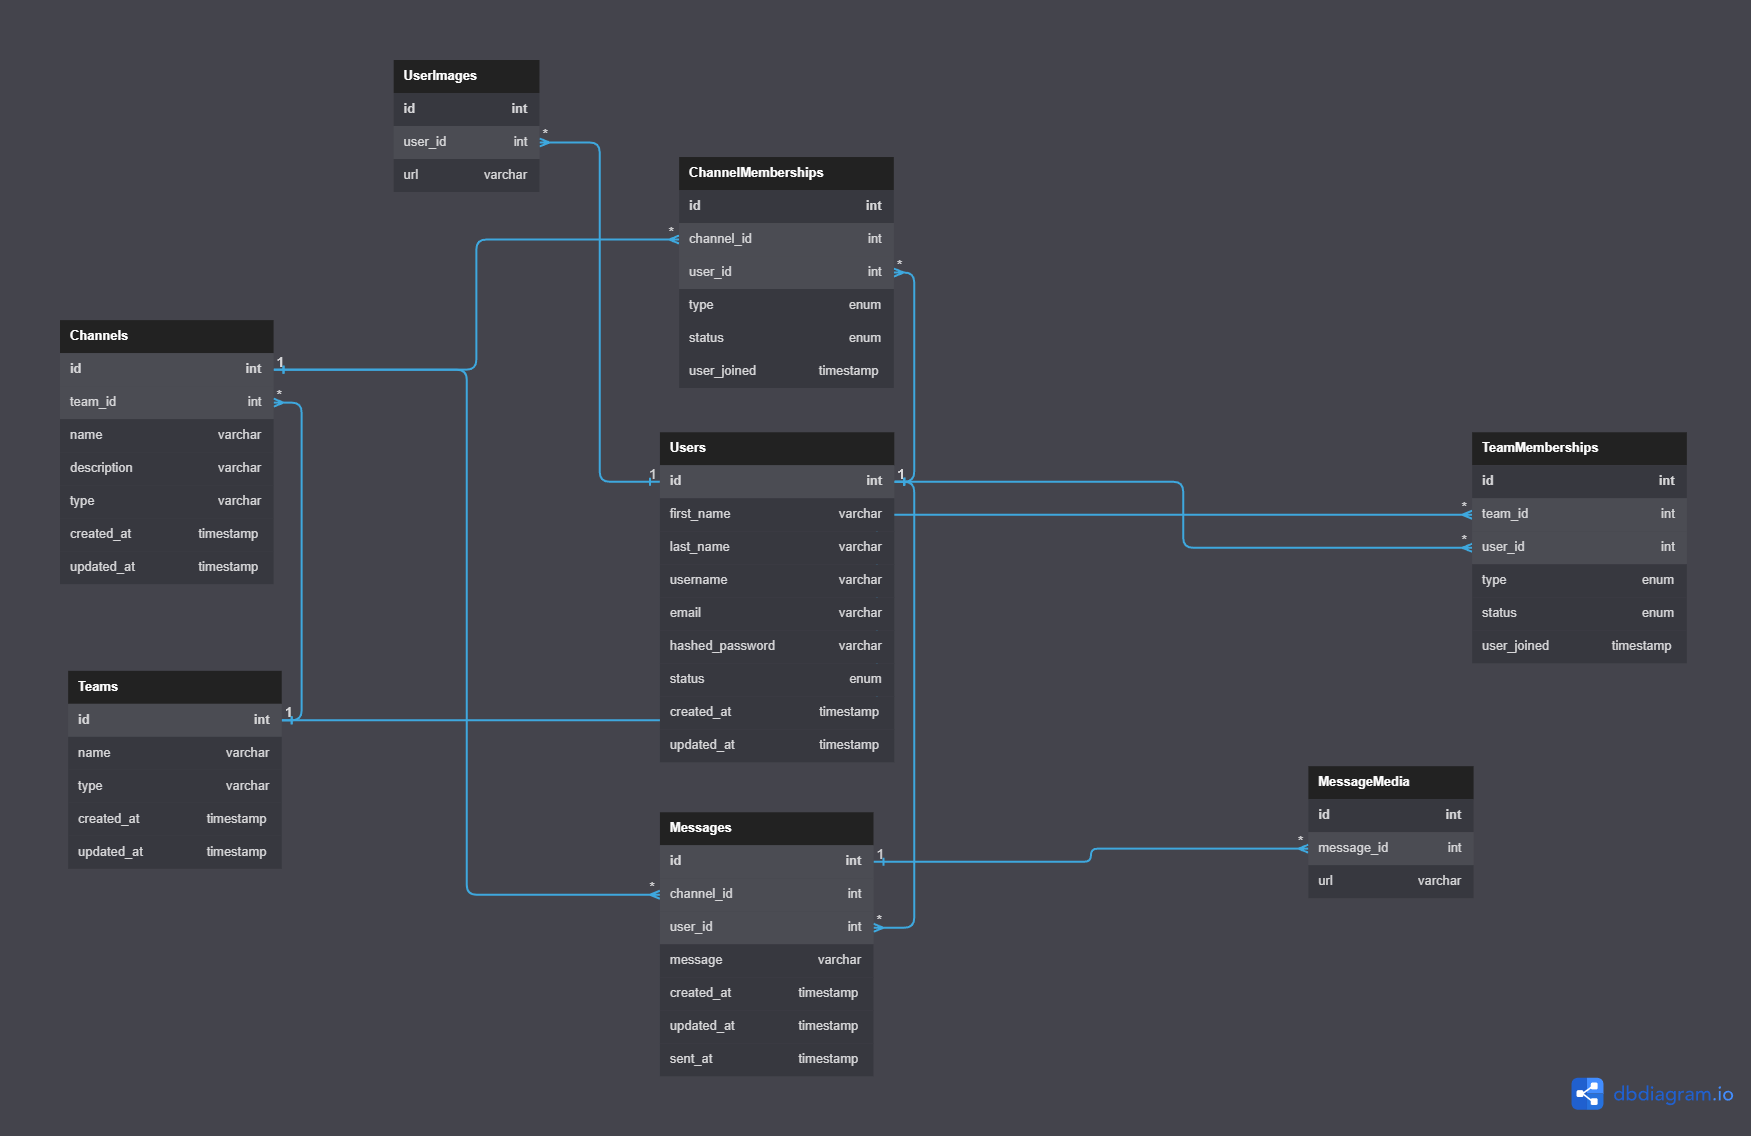 UserImages
id int
user_id int *
url varchar
ChannelMemberships
id int
* channel_id int
user_id int *
type enum
status enum
user_joined timestamp
Channels
id int 1
team_id int *
name varchar
description varchar
type varchar
created_at timestamp
updated_at timestamp
Users
1 id int 1
first_name varchar
last_name varchar
username varchar
email varchar
hashed_password varchar
status enum
created_at timestamp
updated_at timestamp
TeamMemberships
id int
* team_id int
* user_id int
type enum
status enum
user_joined timestamp
Teams
id int 1
name varchar
type varchar
created_at timestamp
updated_at timestamp
Messages
id int 1
* channel_id int
user_id int *
message varchar
created_at timestamp
updated_at timestamp
sent_at timestamp
MessageMedia
id int
* message_id int
url varchar
dbdiagram.io